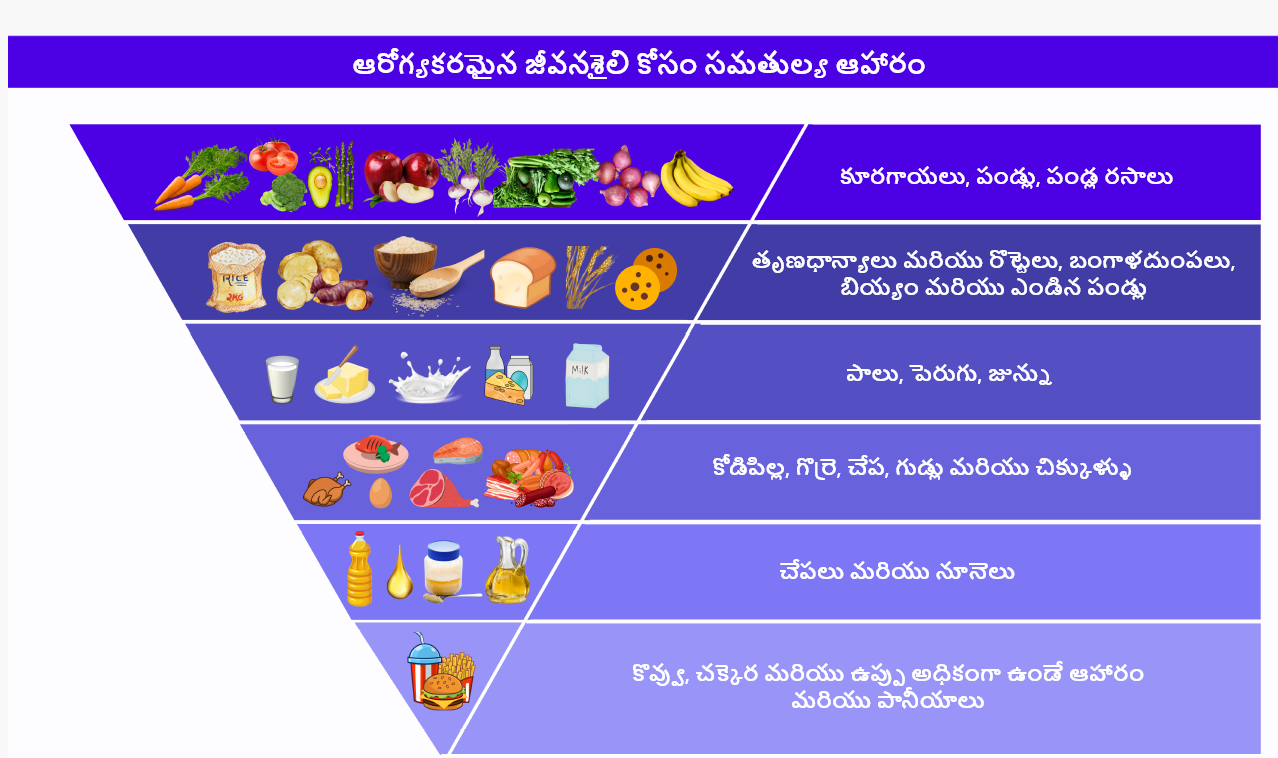 ఆరోగ్యకరమైన జీవనశైలి కోసం సమతుల్య ఆహారం
కూరగాయలు, పండ్లు, పండ్ల రసాలు
తృణధాన్యాలు మరియు రొట్టెలు, బంగాళదుంపలు,
బియ్యం మరియు ఎండిన పండ్లు
RICE
2KG
పాలు, పెరుగు, జున్ను
MILK
కోడిపిల్ల, గొర్రె, చేప, గుడ్లు మరియు చిక్కుళ్ళు
చేపలు మరియు నూనెలు
కొవ్వు, చక్కెర మరియు ఉప్పు అధికంగా ఉండే ఆహారం
మరియు పానీయాలు